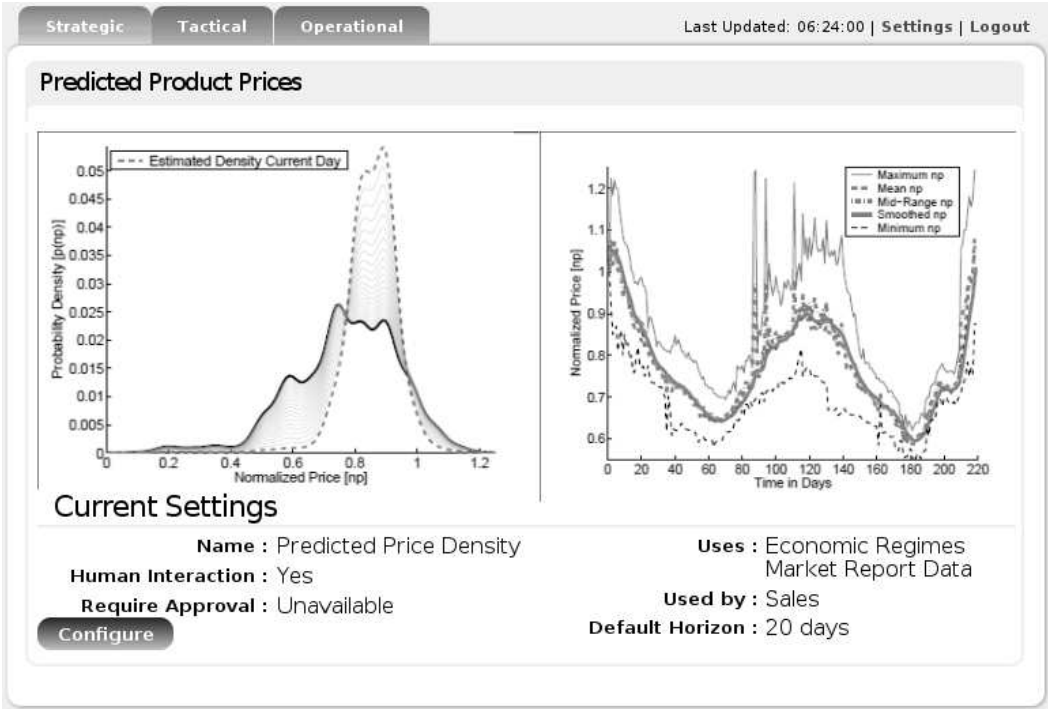 Strategic Tactical Operational Last Updated: 06:24:00 | Settings | Logout
Predicted Product Prices
Estimated Density Current Day
0.05
0.045
0.04
0.035
0.03
0.025
0.02
0.015
0.01
0.005
0
Probability Density [p(np)]
0 0.2 0.4 0.6 0.8 1 1.2
Normalized Price [np]
Maximum np
Mean np
Mid-Range np
Smoothed np
Minimum np
1.2
1.1
1
0.9
0.8
0.7
0.6
Normalized Price [np]
0 20 40 60 80 100 120 140 160 180 200 220
Time in Days
Current Settings
Name : Predicted Price Density
Human Interaction : Yes
Require Approval : Unavailable
Configure
Uses : Economic Regimes
Market Report Data
Used by : Sales
Default Horizon : 20 days